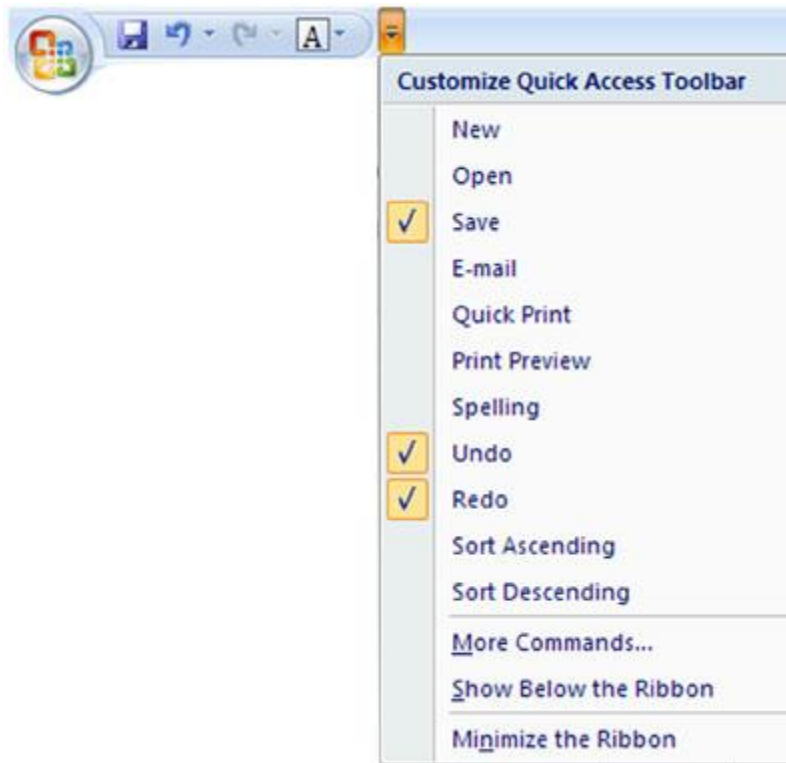 A
Customize Quick Access Toolbar
New
Open
Save
E-mail
Quick Print
Print Preview
Spelling
Undo
Redo
Sort Ascending
Sort Descending
More Commands...
Show Below the Ribbon
Minimize the Ribbon